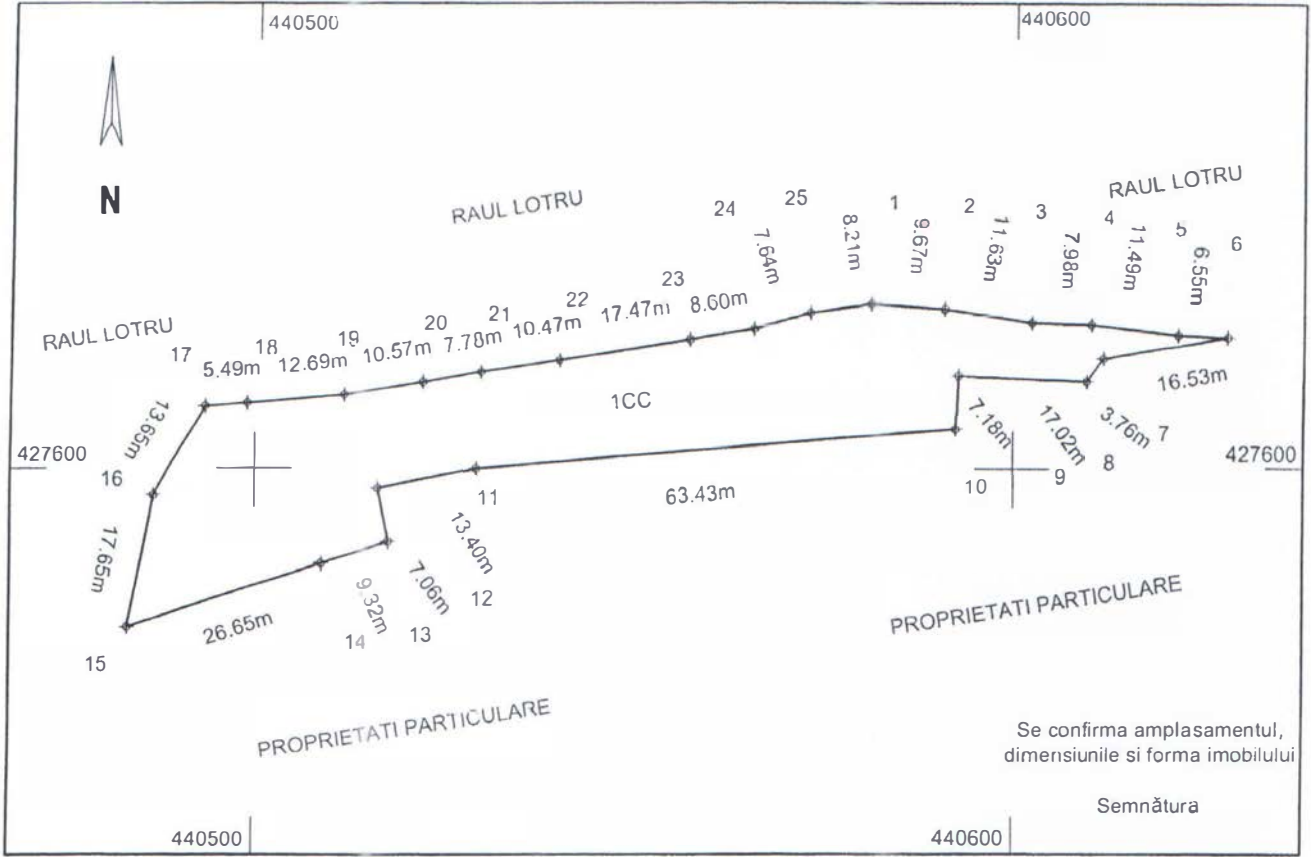 440500
440600
N
RAUL LOTRU
RAUL LOTRU
24
25
1
2
3
4
5
6
7.64m
8.21m
9.67m
11.63m
7.98m
11.49m
6.55m
RAUL LOTRU
17
18
19
20
21
22
23
5.49m
12.69m
10.57m
7.78m
10.47m
17.47m
8.60m
13.65m
1CC
16.53m
3.76m
7
7.18m
17.02m
8
427600
427600
16
10
9
11
63.43m
17.65m
13.40m
7.06m
12
9.32m
26.65m
14
13
15
PROPRIETATI PARTICULARE
PROPRIETATI PARTICULARE
Se confirma amplasamentul,
dimensiunile si forma imobilului
Semnătura
440500
440600